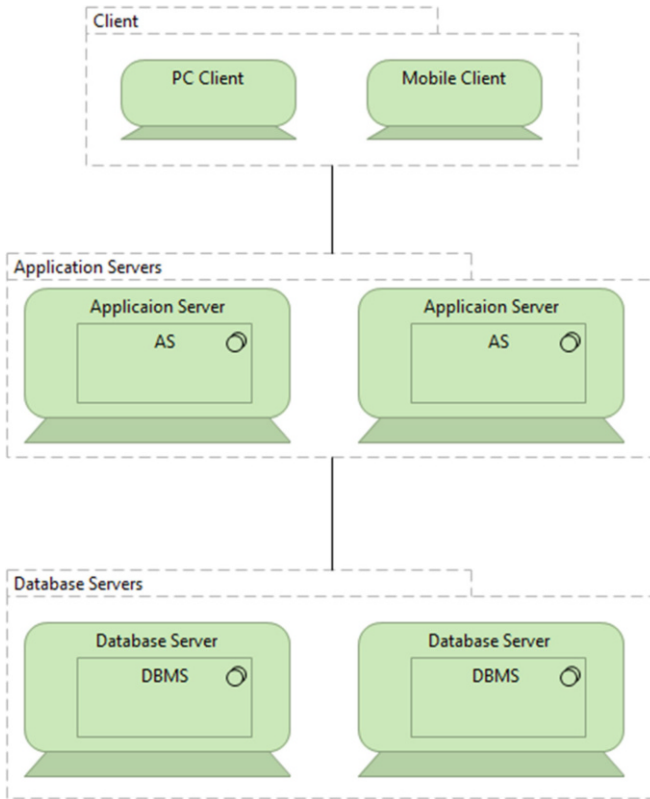 Client
PC Client
Mobile Client
Application Servers
Applicaion Server
Applicaion Server
AS
AS
Database Servers
Database Server
Database Server
DBMS
DBMS